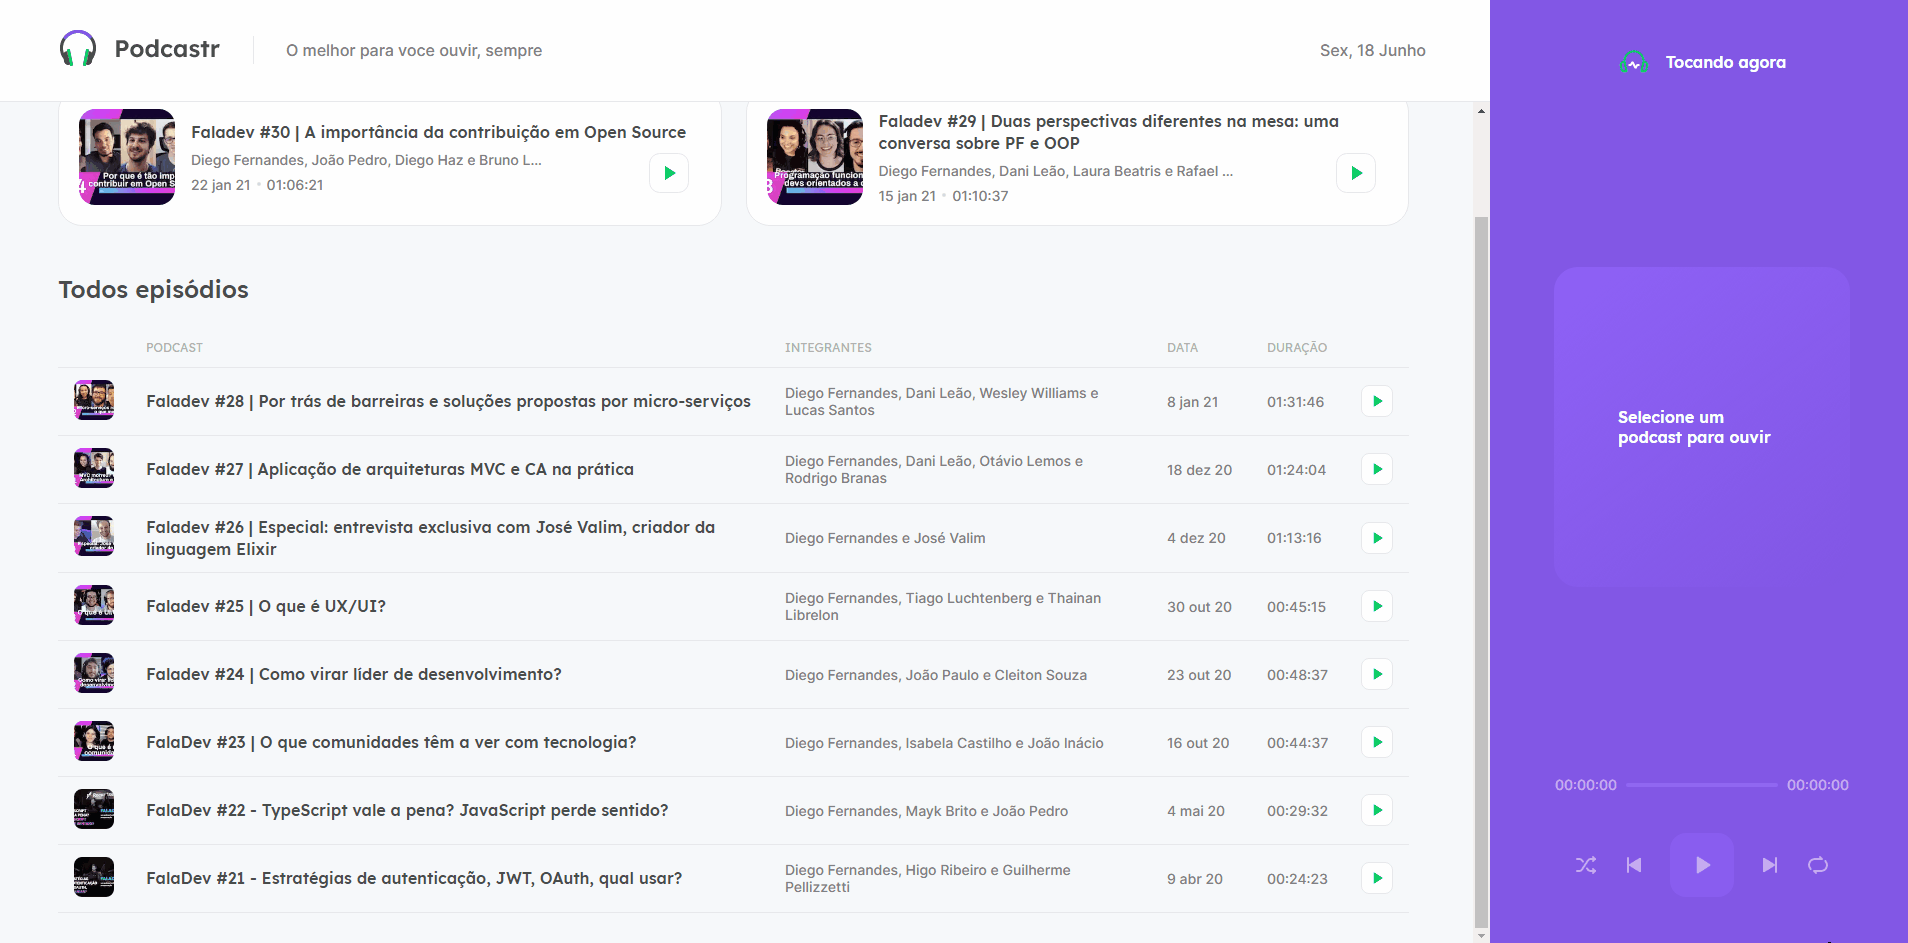 Podcastr
O melhor para voce ouvir, sempre
Sex, 18 Junho
Tocando agora
Por que é tão imp
contribuir em Open S
Faladev #30 | A importância da contribuição em Open Source
Diego Fernandes, João Pedro, Diego Haz e Bruno L...
22 jan 21 • 01:06:21
Programação funcion
devs orientados a o
Faladev #29 | Duas perspectivas diferentes na mesa: uma
conversa sobre PF e OOP
Diego Fernandes, Dani Leão, Laura Beatris e Rafael ...
15 jan 21 • 01:10:37
Todos episódios
PODCAST INTEGRANTES DATA DURAÇÃO
Faladev #28 | Por trás de barreiras e soluções propostas por micro-serviços
Diego Fernandes, Dani Leão, Wesley Williams e
Lucas Santos
8 jan 21
01:31:46
Faladev #27 | Aplicação de arquiteturas MVC e CA na prática
Diego Fernandes, Dani Leão, Otávio Lemos e
Rodrigo Branas
18 dez 20
01:24:04
Faladev #26 | Especial: entrevista exclusiva com José Valim, criador da
linguagem Elixir
Diego Fernandes e José Valim
4 dez 20
01:13:16
Faladev #25 | O que é UX/UI?
Diego Fernandes, Tiago Luchtenberg e Thainan
Librelon
30 out 20
00:45:15
Faladev #24 | Como virar líder de desenvolvimento?
Diego Fernandes, João Paulo e Cleiton Souza
23 out 20
00:48:37
FalaDev #23 | O que comunidades têm a ver com tecnologia?
Diego Fernandes, Isabela Castilho e João Inácio
16 out 20
00:44:37
FalaDev #22 - TypeScript vale a pena? JavaScript perde sentido?
Diego Fernandes, Mayk Brito e João Pedro
4 mai 20
00:29:32
FalaDev #21 - Estratégias de autenticação, JWT, OAuth, qual usar?
Diego Fernandes, Higo Ribeiro e Guilherme
Pellizzetti
9 abr 20
00:24:23
Selecione um
podcast para ouvir
00:00:00
00:00:00